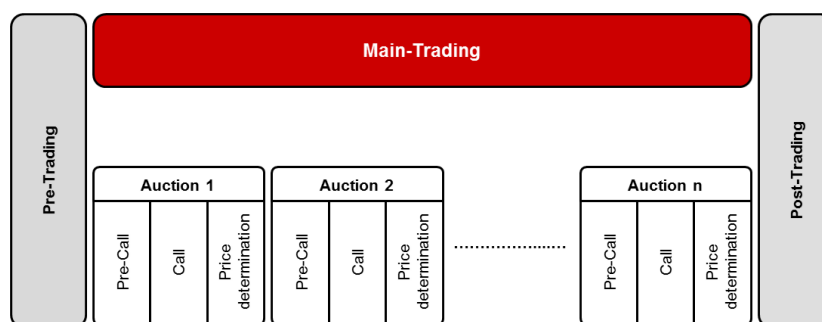 Main-Trading
Pre-Trading
Post-Trading
Auction 1
Auction 2
Auction n
Pre-Call
Call
Price
determination
Pre-Call
Call
Price
determination
Pre-Call
Call
Price
determination